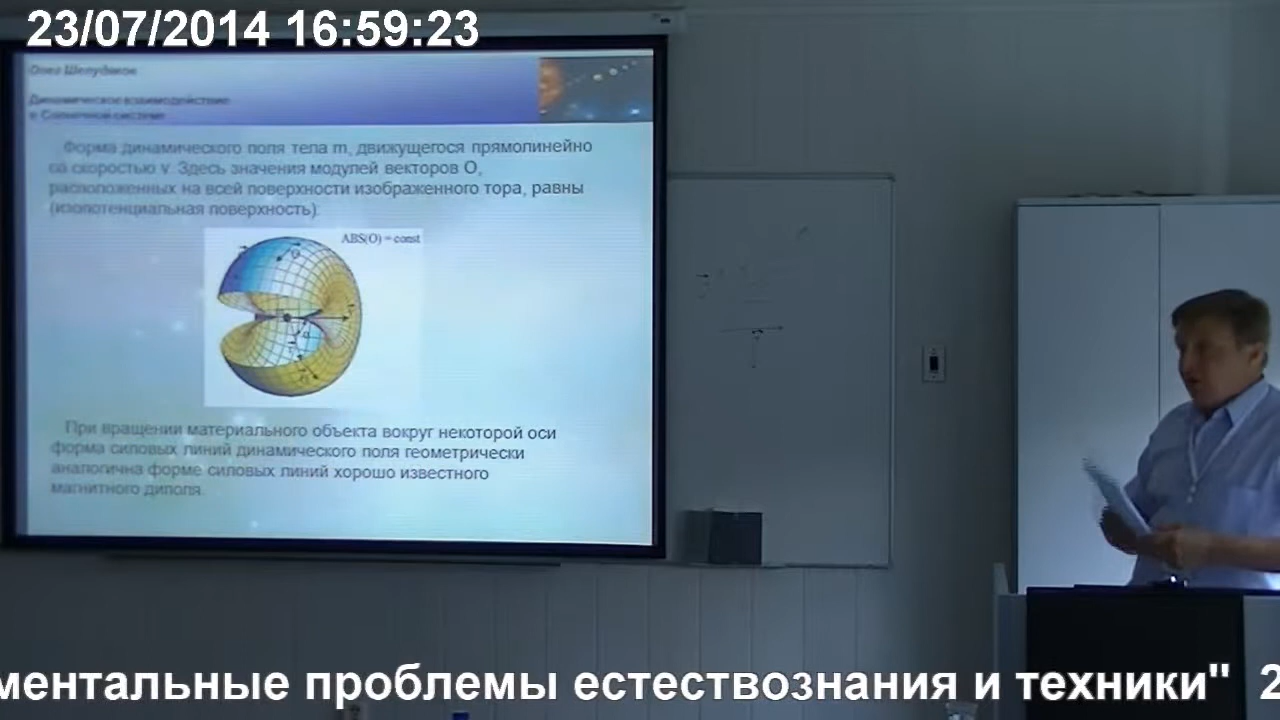 23/07/2014 16:59:23
Олег
Динамическое взаимодействие
в Солнечной системе
Форма динамического поля тела m, движущегося прямолинейно
со скоростью v. Здесь значения модулей векторов O,
расположенных на всей поверхности изображенного тора, равны
(изопотенциальная поверхность).
ABS(O) = const
При вращении материального объекта вокруг некоторой оси
форма силовых линий динамического поля геометрически
аналогична форме силовых линий хорошо известного
магнитного диполя.
ментальные проблемы естествознания и техники" 2